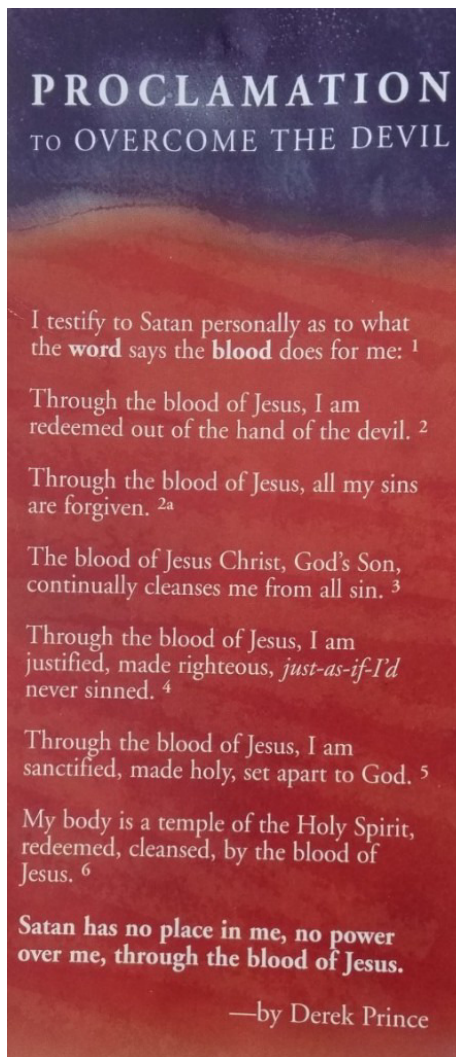 PROCLAMATION
TO OVERCOME THE DEVIL
I testify to Satan personally as to what
the word says the blood does for me: 1
Through the blood of Jesus, I am
redeemed out of the hand of the devil. 2
Through the blood of Jesus, all my sins
are forgiven. 2a
The blood of Jesus Christ, God's Son,
continually cleanses me from all sin. 3
Through the blood of Jesus, I am
justified, made righteous, just-as-if-I'd
never sinned. 4
Through the blood of Jesus, I am
sanctified, made holy, set apart to God. 5
My body is a temple of the Holy Spirit,
redeemed, cleansed, by the blood of
Jesus. 6
Satan has no place in me, no power
over me, through the blood of Jesus.
—by Derek Prince